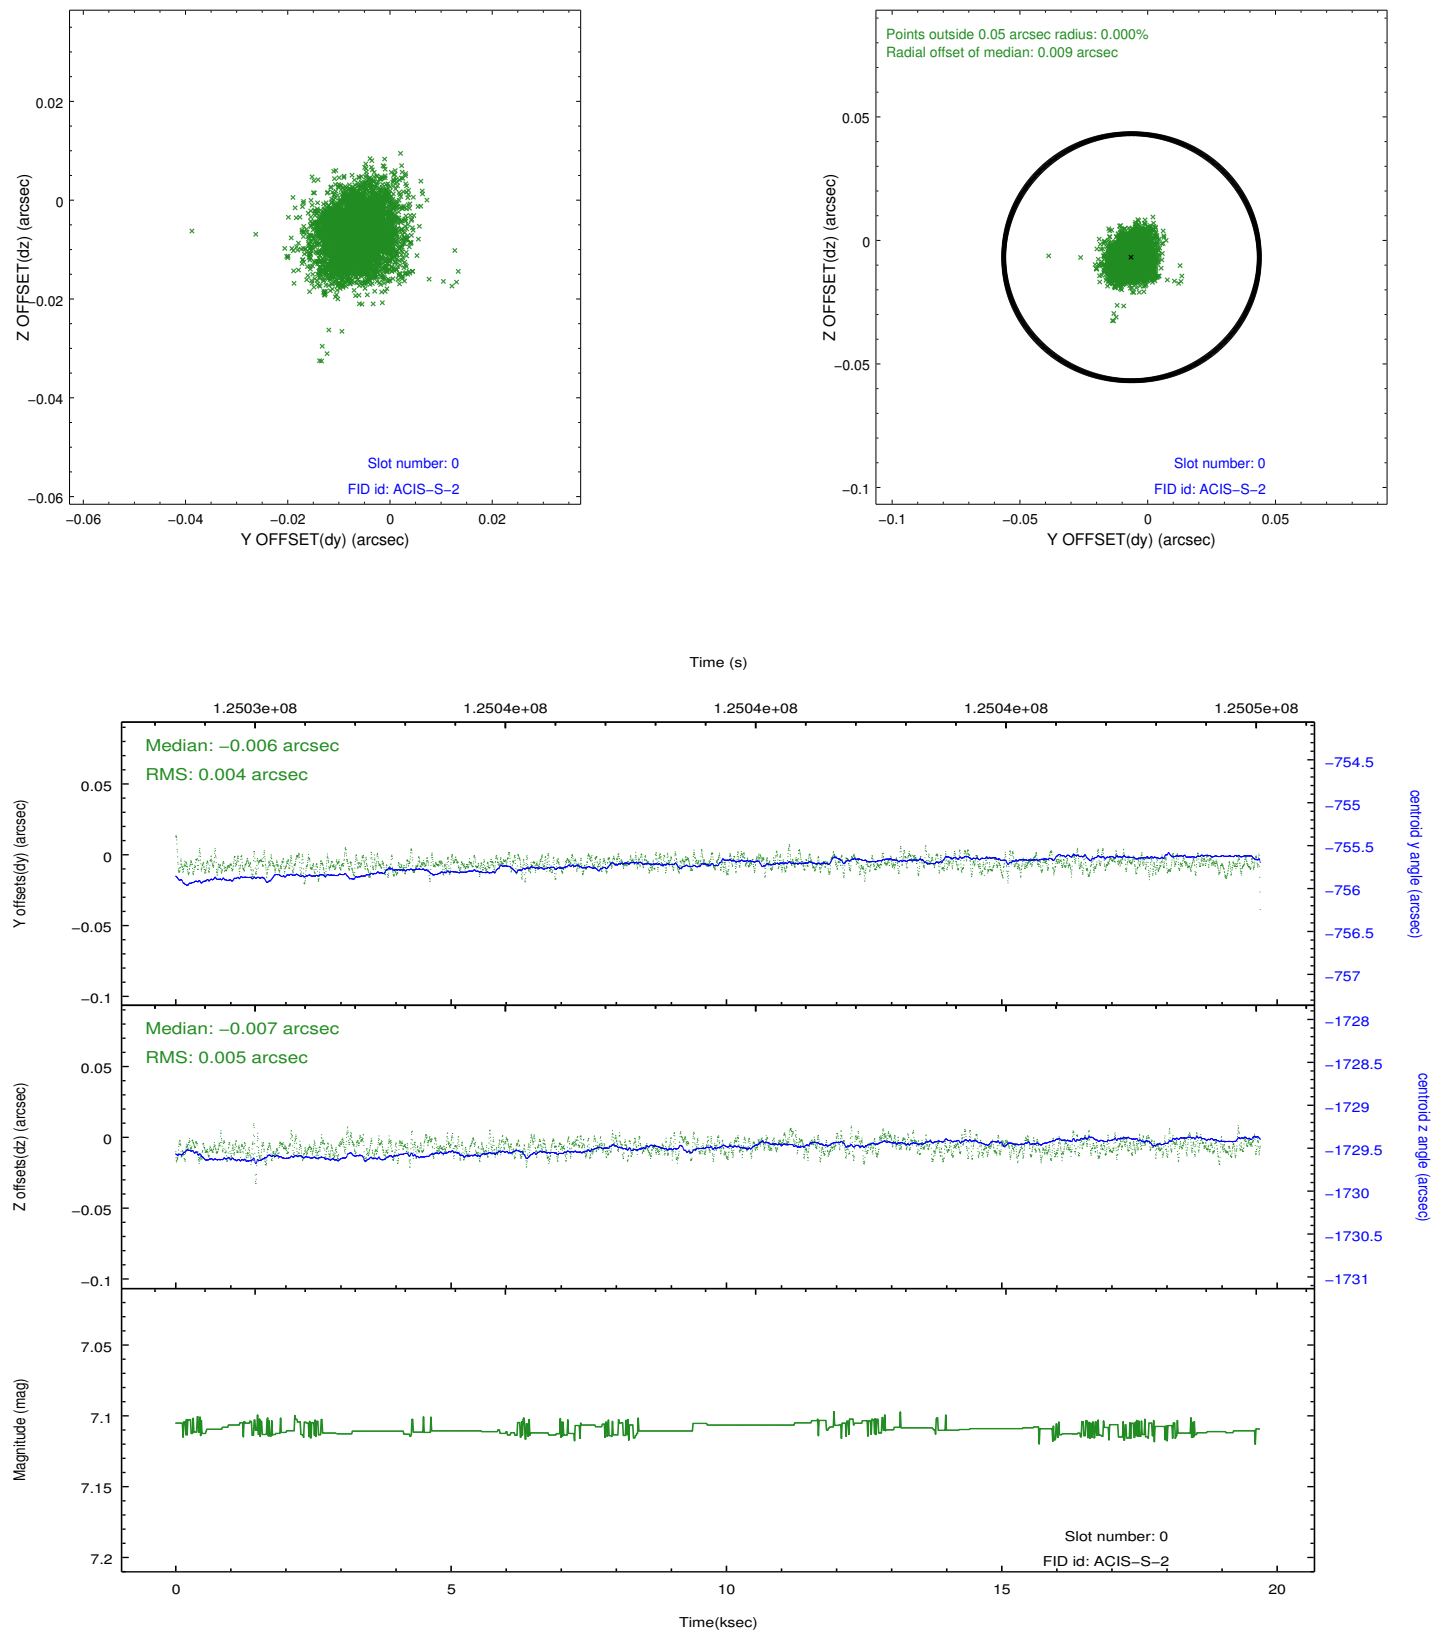 0.02
0
−0.02
−0.04
−0.06
Z OFFSET(dz) (arcsec)
Slot number: 0
FID id: ACIS−S−2
−0.06 −0.04 −0.02 0 0.02
Y OFFSET(dy) (arcsec)
Points outside 0.05 arcsec radius: 0.000%
Radial offset of median: 0.009 arcsec
0.05
0
−0.05
−0.1
Z OFFSET(dz) (arcsec)
Slot number: 0
FID id: ACIS−S−2
−0.1 −0.05 0 0.05
Y OFFSET(dy) (arcsec)
Time (s)
1.2503e+08 1.2504e+08 1.2504e+08 1.2504e+08 1.2505e+08
Median: −0.006 arcsec
RMS: 0.004 arcsec
0.05
0
−0.05
−0.1
Y offsets(dy) (arcsec)
−754.5
−755
−755.5
−756
−756.5
−757
centroid y angle (arcsec)
Median: −0.007 arcsec
RMS: 0.005 arcsec
0.05
0
−0.05
−0.1
Z offsets(dz) (arcsec)
−1728
−1728.5
−1729
−1729.5
−1730
−1730.5
−1731
centroid z angle (arcsec)
7.05
7.1
7.15
7.2
Magnitude (mag)
Slot number: 0
FID id: ACIS−S−2
0 5 10 15 20
Time(ksec)